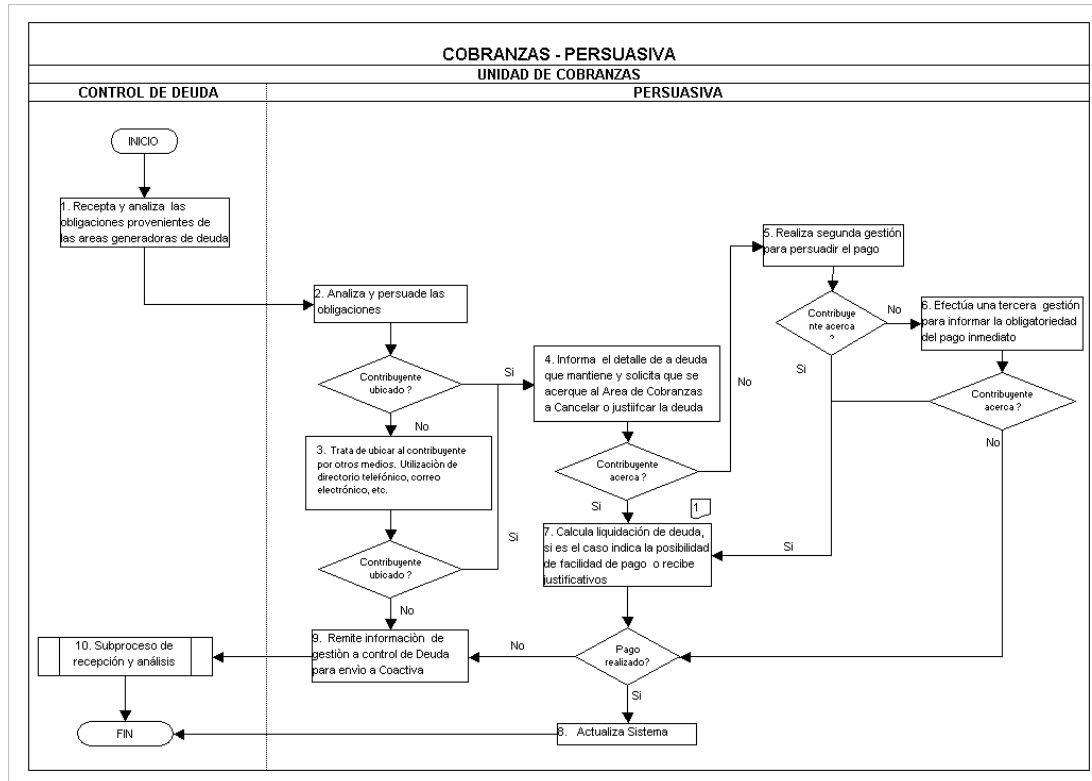 COBRANZAS - PERSUASIVA
UNIDAD DE COBRANZAS
CONTROL DE DEUDA
PERSUASIVA
INICIO
1. Recepta y analiza las
obligaciones provenientes de
las areas generadoras de deuda
2. Analiza y persuade las
obligaciones
Contribuyente
ubicado ?
Si
No
3. Trata de ubicar al contribuyente
por otros medios. Utilizaciòn de
directorio telefónico, correo
electrónico, etc.
Contribuyente
ubicado ?
Si
No
4. Informa el detalle de a deuda
que mantiene y solicita que se
acerque al Area de Cobranzas
a Cancelar o justiifcar la deuda
Contribuyente
acerca ?
No
Si
5. Realiza segunda gestión
para persuadir el pago
Contribuye
nte acerca
?
No
Si
6. Efectúa una tercera gestión
para informar la obligatoriedad
del pago inmediato
Contribuyente
acerca ?
No
Si
1
7. Calcula liquidación de deuda,
si es el caso indica la posibilidad
de facilidad de pago o recibe
justificativos
Pago
realizado?
No
Si
8. Actualiza Sistema
9. Remite informaciòn de
gestiòn a control de Deuda
para envìo a Coactiva
10. Subproceso de
recepción y análisis
FIN